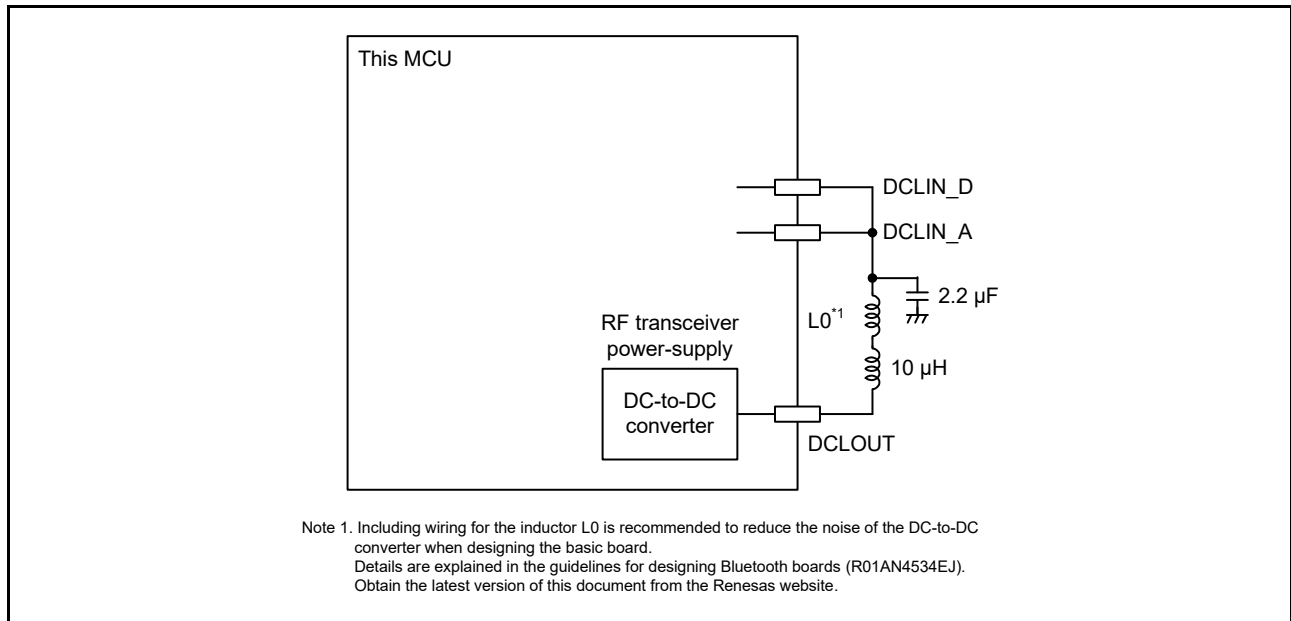 This MCU
DCLIN_D
DCLIN_A
2.2 µF
L0*1
RF transceiver
power-supply
10 µH
DC-to-DC
converter
DCLOUT
Note 1. Including wiring for the inductor L0 is recommended to reduce the noise of the DC-to-DC
converter when designing the basic board.
Details are explained in the guidelines for designing Bluetooth boards (R01AN4534EJ).
Obtain the latest version of this document from the Renesas website.